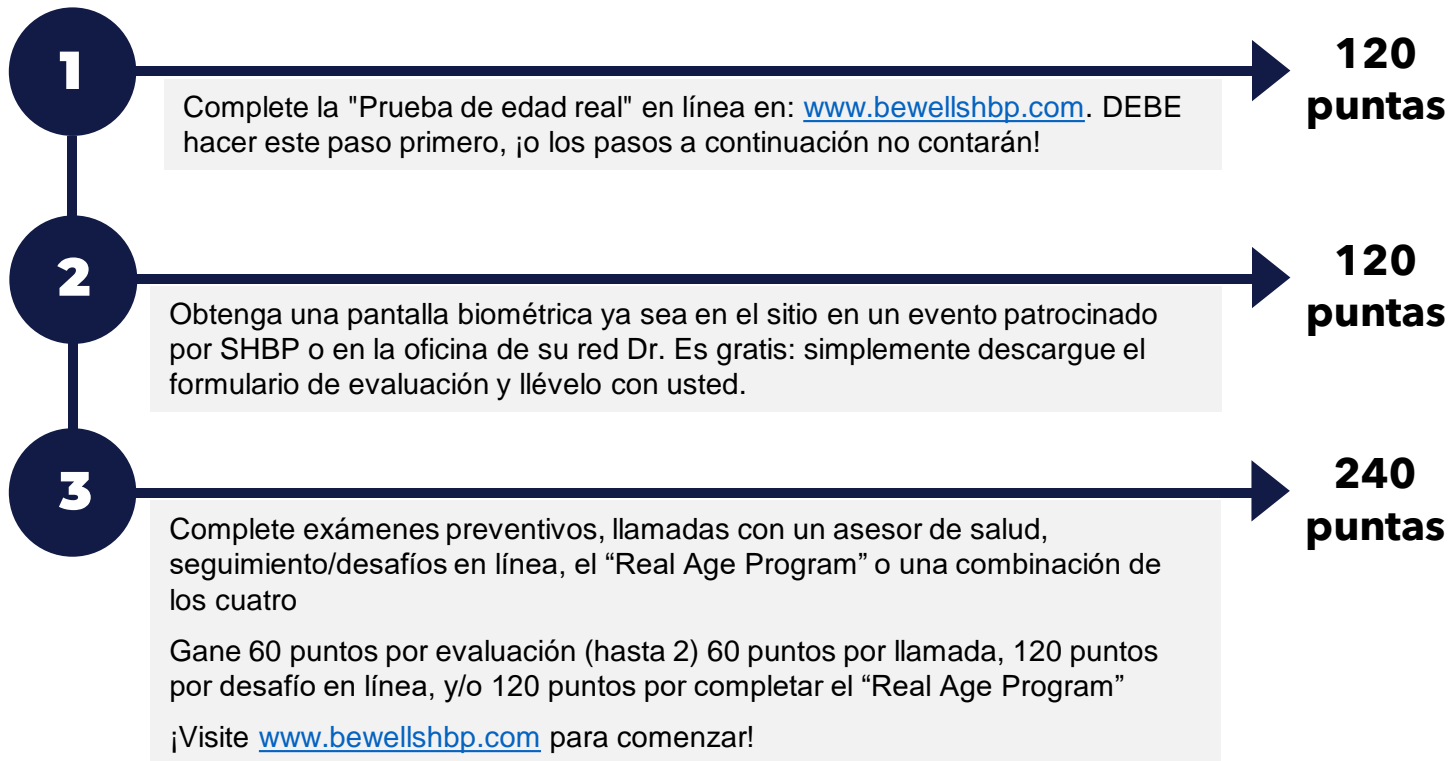 1
120
puntas
Complete la "Prueba de edad real" en línea en: www.bewellshbp.com. DEBE
hacer este paso primero, ¡o los pasos a continuación no contarán!
2
120
puntas
Obtenga una pantalla biométrica ya sea en el sitio en un evento patrocinado
por SHBP o en la oficina de su red Dr. Es gratis: simplemente descargue el
formulario de evaluación y llévelo con usted.
3
240
puntas
Complete exámenes preventivos, llamadas con un asesor de salud,
seguimiento/desafíos en línea, el “Real Age Program” o una combinación de
los cuatro
Gane 60 puntos por evaluación (hasta 2) 60 puntos por llamada, 120 puntos
por desafío en línea, y/o 120 puntos por completar el “Real Age Program”
¡Visite www.bewellshbp.com para comenzar!